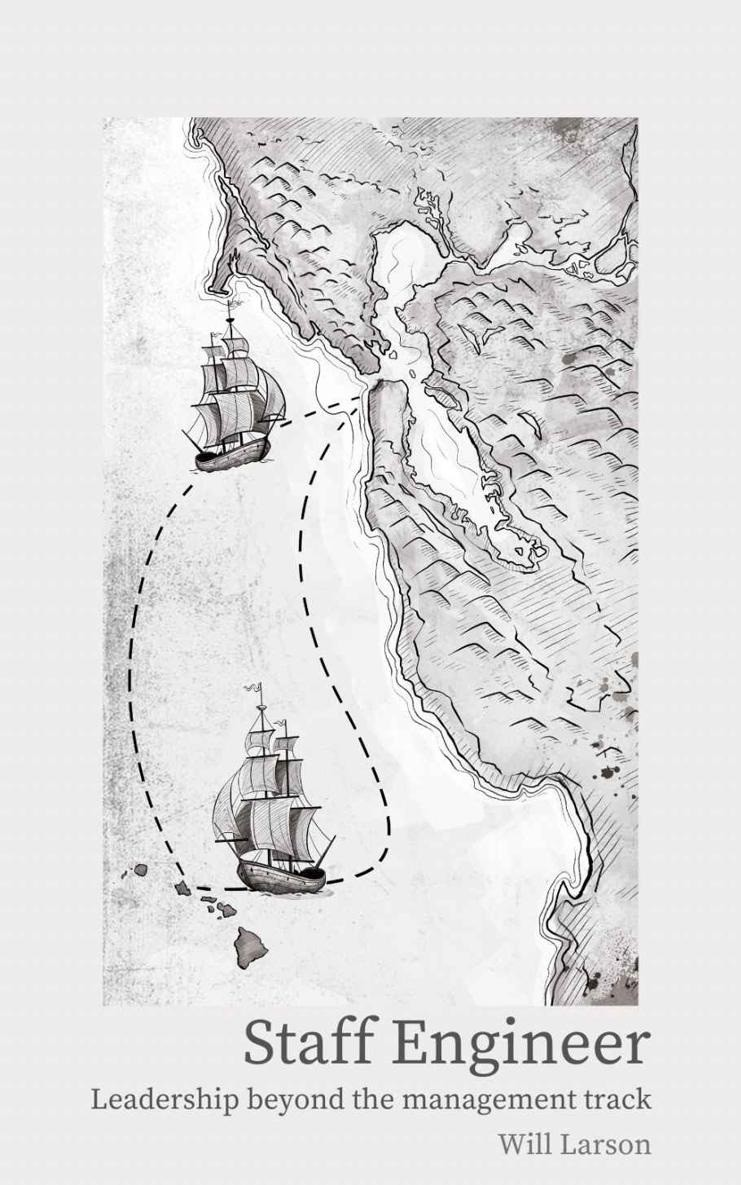 Staff Engineer
Leadership beyond the management track
Will Larson